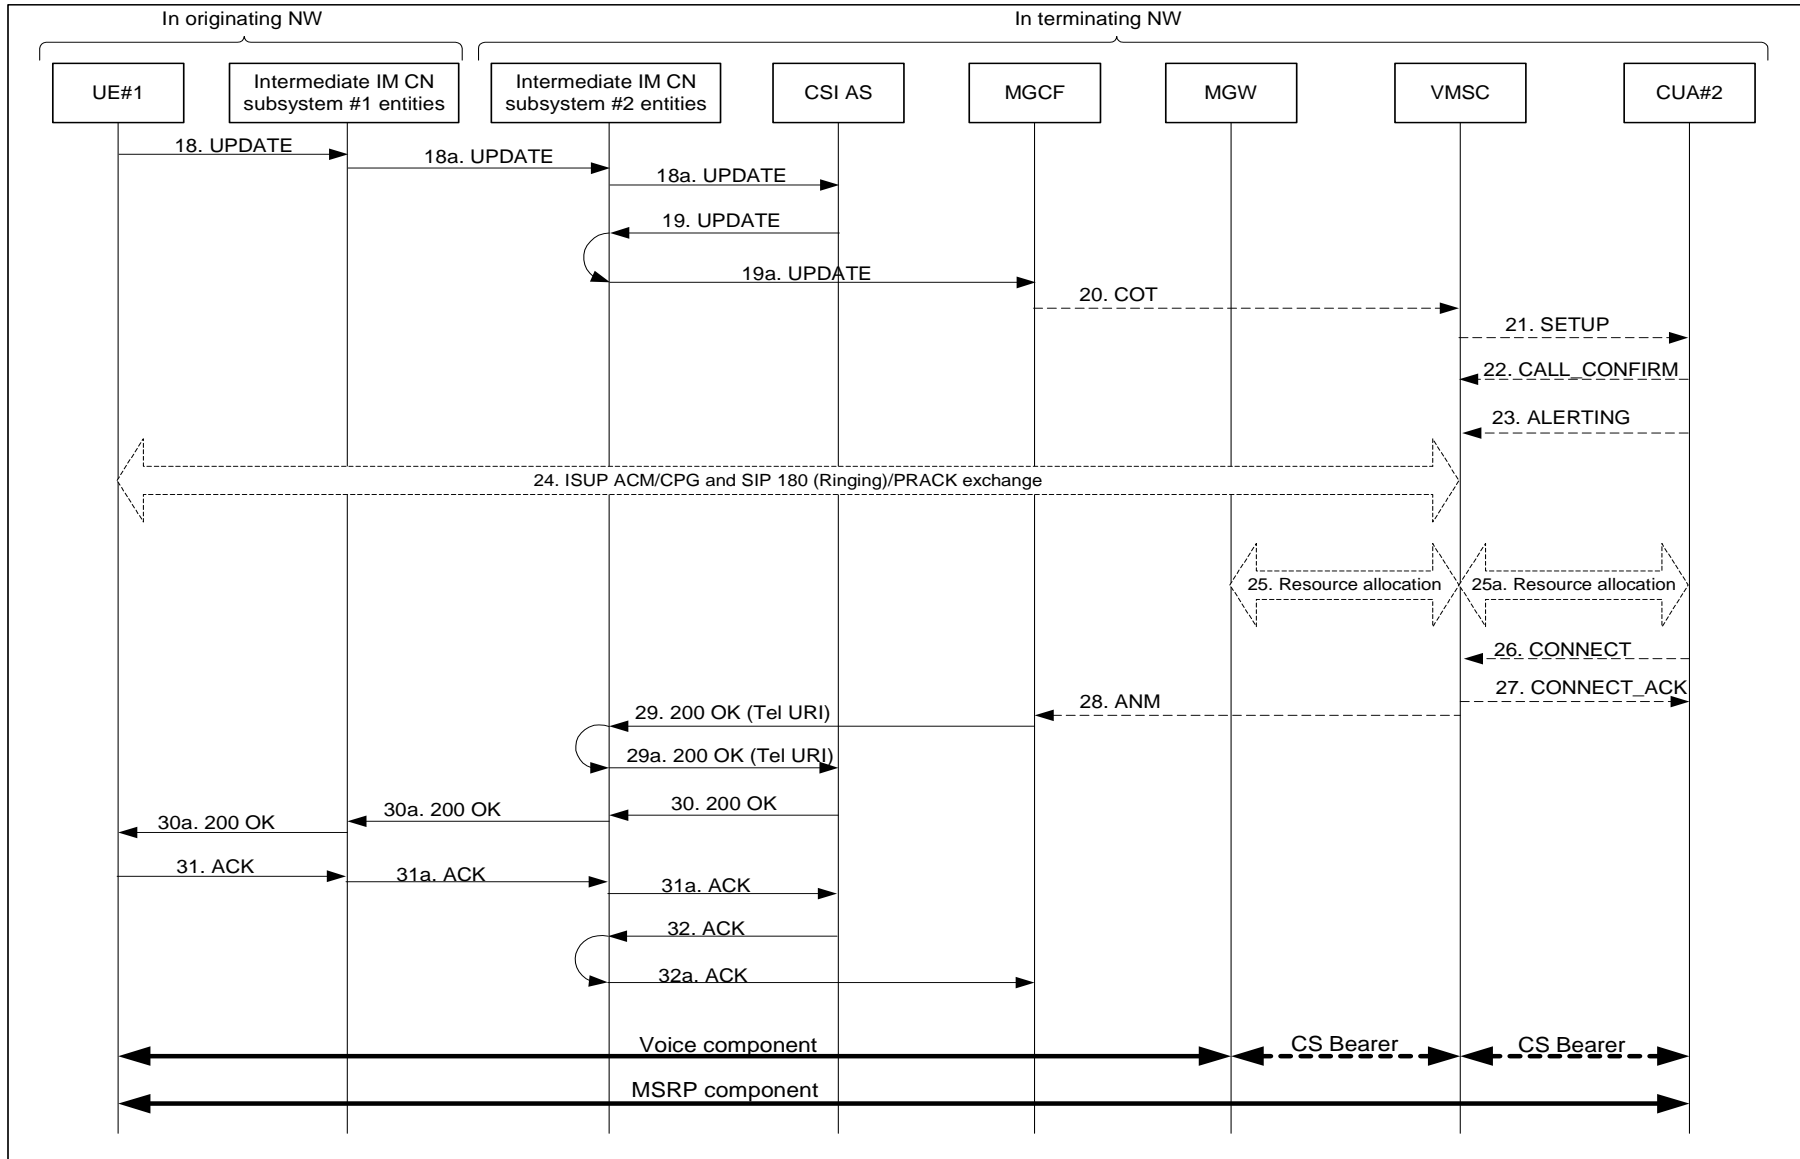 In originating NW
In terminating NW
UE#1
Intermediate IM CN
subsystem #1 entities
Intermediate IM CN
subsystem #2 entities
CSI AS
MGCF
MGW
VMSC
CUA#2
18. UPDATE
18a. UPDATE
18a. UPDATE
19. UPDATE
19a. UPDATE
20. COT
21. SETUP
22. CALL_CONFIRM
23. ALERTING
24. ISUP ACM/CPG and SIP 180 (Ringing)/PRACK exchange
25. Resource allocation
25a. Resource allocation
26. CONNECT
27. CONNECT_ACK
28. ANM
29. 200 OK (Tel URI)
29a. 200 OK (Tel URI)
30. 200 OK
30a. 200 OK
30a. 200 OK
31. ACK
31a. ACK
31a. ACK
32. ACK
32a. ACK
Voice component
CS Bearer
CS Bearer
MSRP component